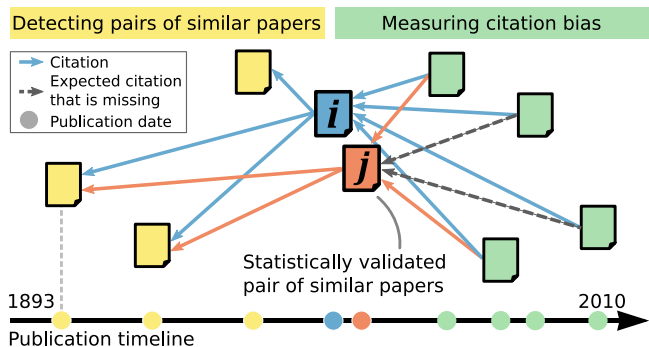 Detecting pairs of similar papers
Measuring citation bias
Citation
Expected citation
that is missing
Publication date
i
j
Statistically validated
pair of similar papers
1893
2010
Publication timeline